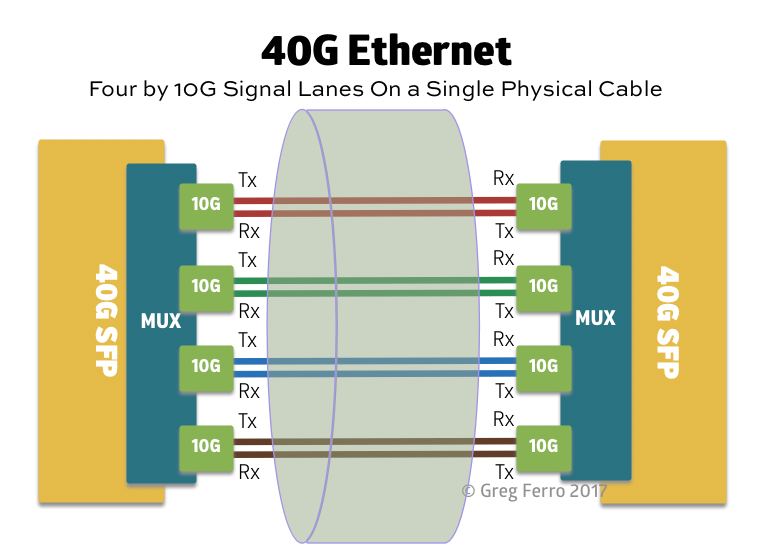 40G Ethernet
Four by 10G Signal Lanes On a Single Physical Cable
Tx
Rx
10G
10G
Rx
Tx
Tx
Rx
10G
10G
Rx
Tx
40G SFP
MUX
MUX
40G SFP
Tx
Rx
10G
10G
Rx
Tx
Tx
Rx
10G
10G
Rx
Tx
© Greg Ferro 2017